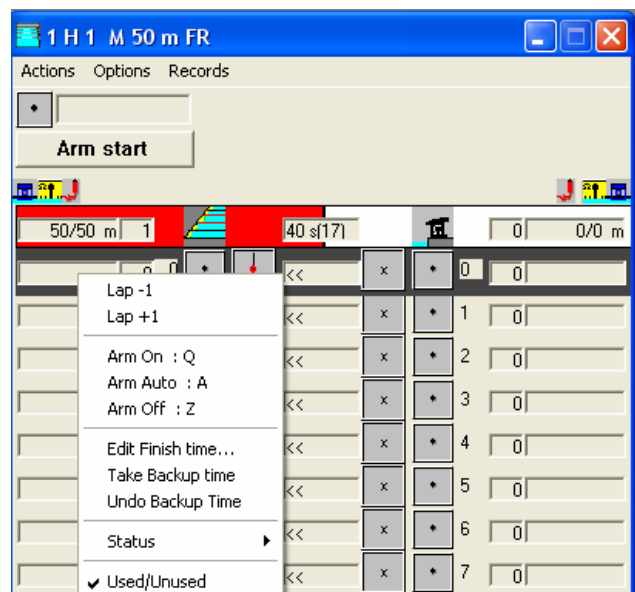 1 H 1 M 50 m FR
Actions Options Records
Arm start
50/50 m 1 40 s(17) 0 0/0 m
0 0 << x 0 0
Lap -1
Lap +1
<< x 1 0
Arm On : Q
<< x 2 0
Arm Auto : A
Arm Off : Z
<< x 3 0
Edit Finish time...
<< x 4 0
Take Backup time
Undo Backup Time
<< x 5 0
Status
<< x 6 0
Used/Unused
<< x 7 0